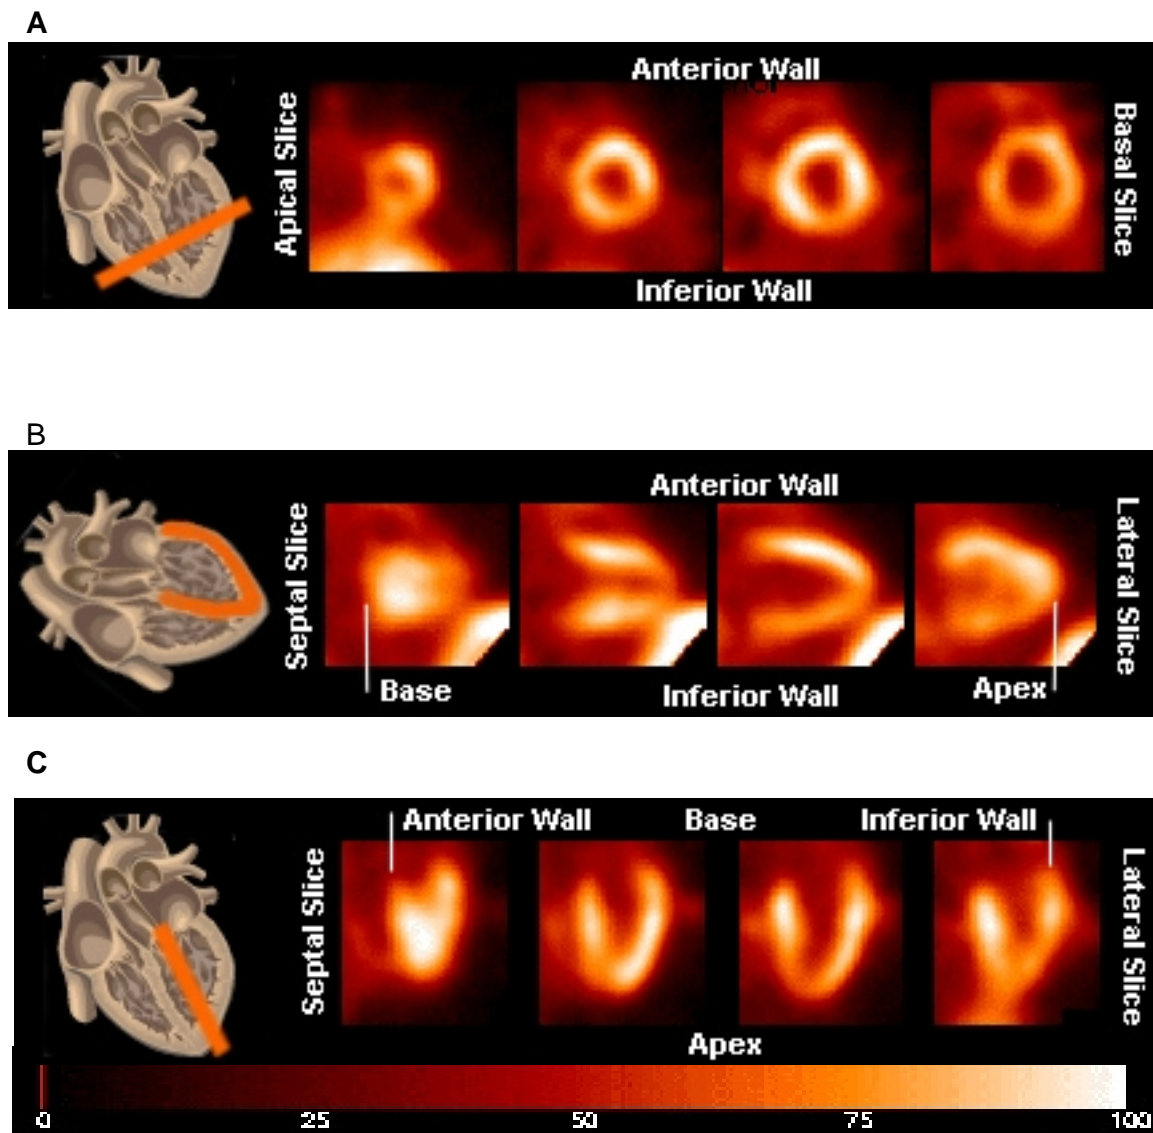 A
Anterior Wall
Apical Slice
Basal Slice
Inferior Wall
B
Anterior Wall
Septal Slice
Lateral Slice
Base
Inferior Wall
Apex
C
Anterior Wall
Base
Inferior Wall
Septal Slice
Lateral Slice
Apex
0 25 50 75 100